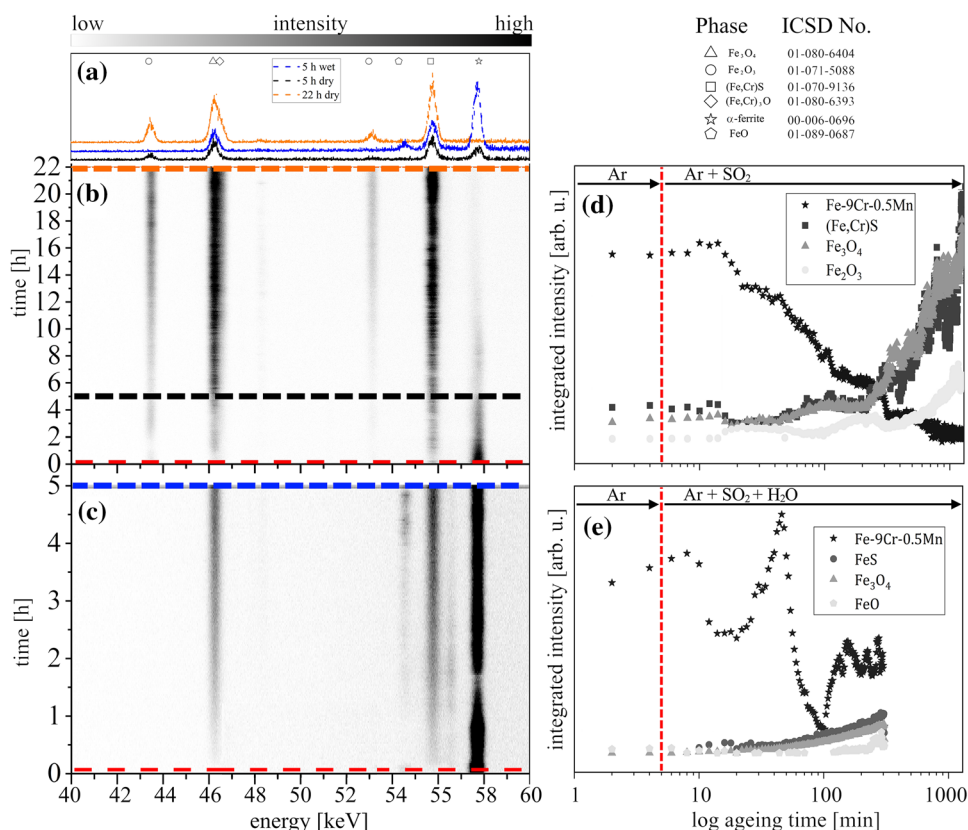 low intensity high
Phase ICSD No.
Fe₃O₄ 01-080-6404
Fe₂O₃ 01-071-5088
(Fe,Cr)S 01-070-9136
(Fe,Cr)₃O 01-080-6393
α-ferrite 00-006-0696
FeO 01-089-0687
(a)
5 h wet
5 h dry
22 h dry
(b)
22
20
18
16
14
12
10
8
6
4
2
0
time [h]
(c)
5
4
3
2
1
0
time [h]
40 42 44 46 48 50 52 54 56 58 60
energy [keV]
Ar Ar + SO₂
(d)
Fe-9Cr-0.5Mn
(Fe,Cr)S
Fe₃O₄
Fe₂O₃
integrated intensity [arb. u.]
Ar Ar + SO₂ + H₂O
(e)
Fe-9Cr-0.5Mn
FeS
Fe₃O₄
FeO
integrated intensity [arb. u.]
1 10 100 1000
log ageing time [min]